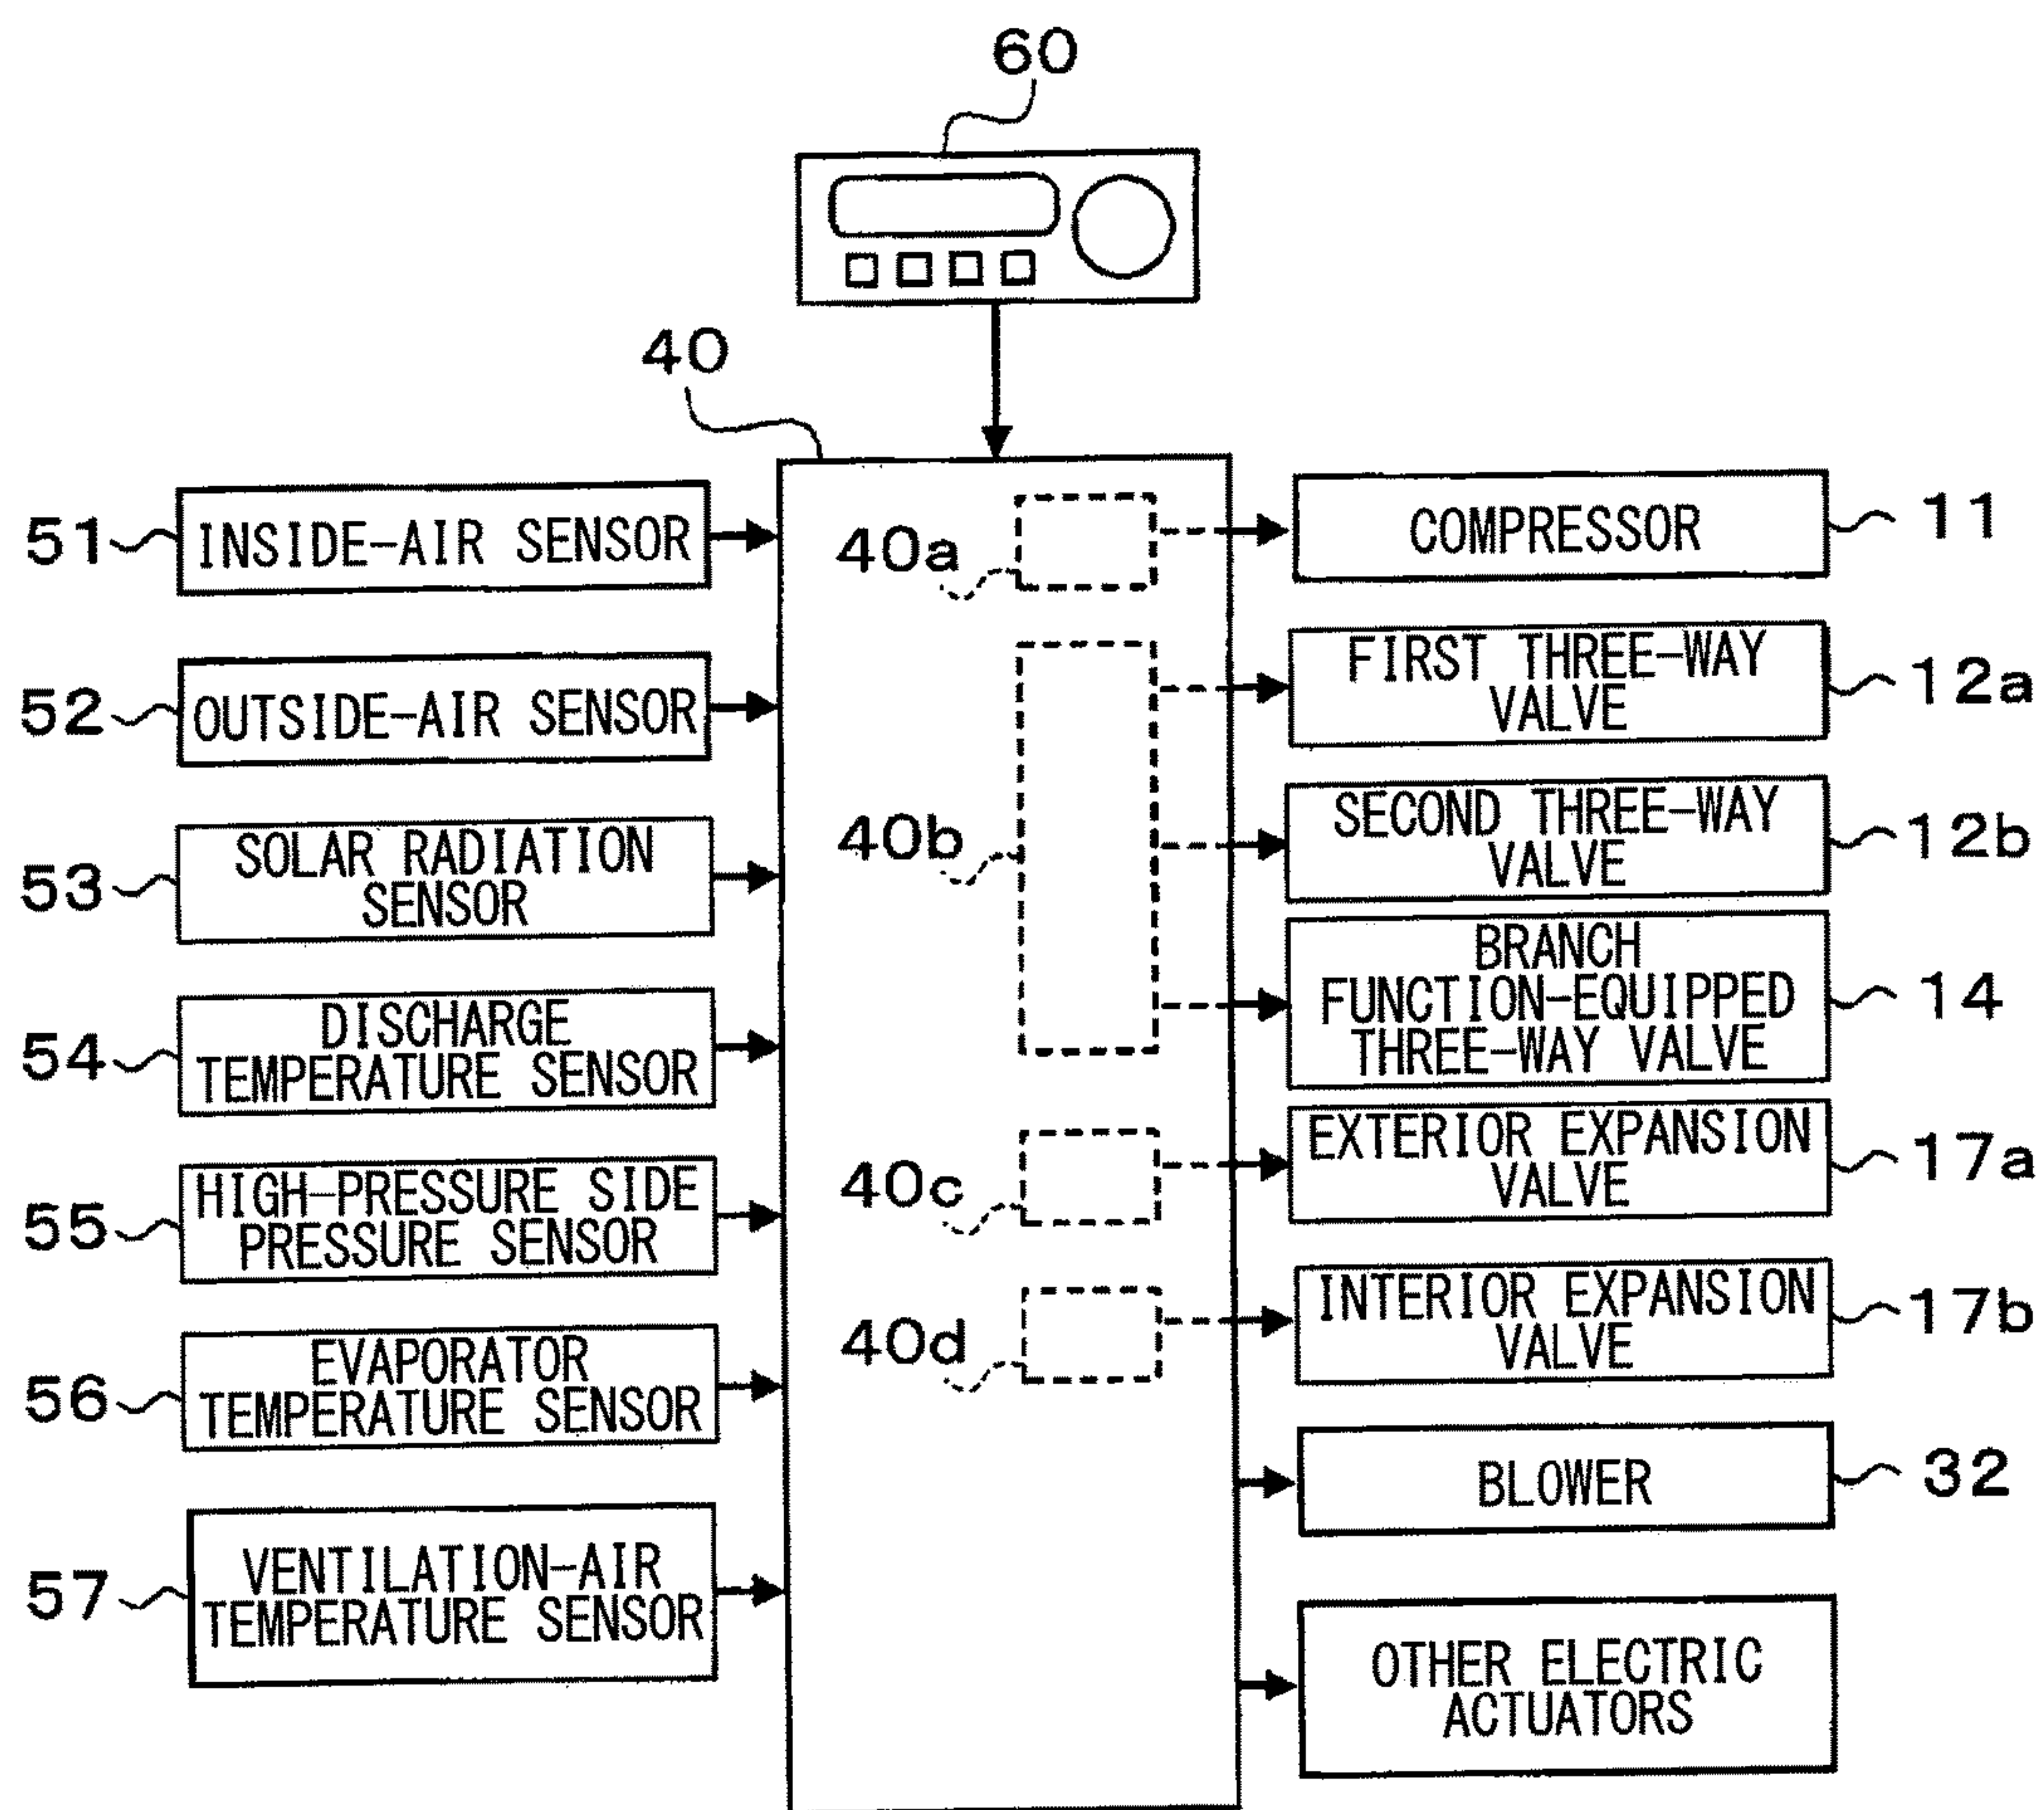 60
40
51
INSIDE-AIR SENSOR
52
OUTSIDE-AIR SENSOR
53
SOLAR RADIATION
SENSOR
54
DISCHARGE
TEMPERATURE SENSOR
55
HIGH-PRESSURE SIDE
PRESSURE SENSOR
56
EVAPORATOR
TEMPERATURE SENSOR
57
VENTILATION-AIR
TEMPERATURE SENSOR
40a
40b
40c
40d
COMPRESSOR
11
FIRST THREE-WAY
VALVE
12a
SECOND THREE-WAY
VALVE
12b
BRANCH
FUNCTION-EQUIPPED
THREE-WAY VALVE
14
EXTERIOR EXPANSION
VALVE
17a
INTERIOR EXPANSION
VALVE
17b
BLOWER
32
OTHER ELECTRIC
ACTUATORS